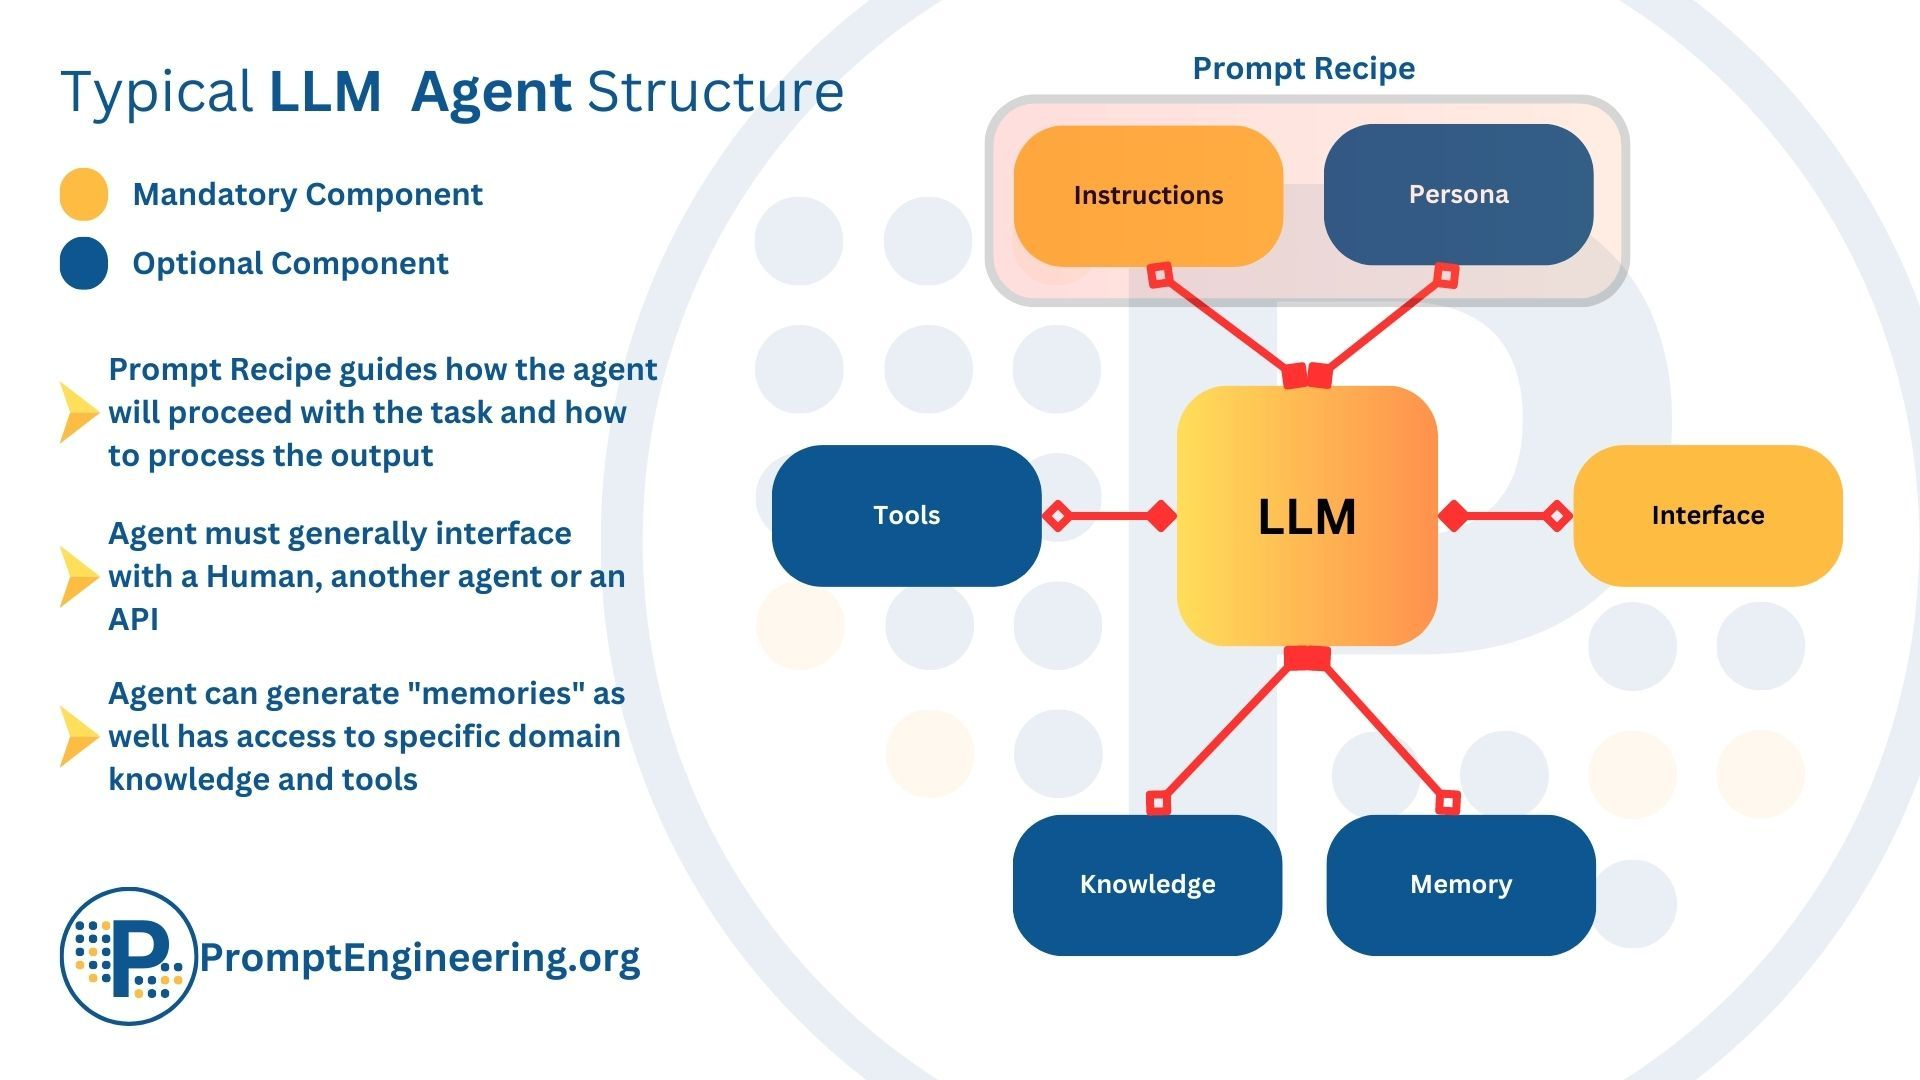 Typical LLM Agent Structure
Mandatory Component
Optional Component
Prompt Recipe guides how the agent
will proceed with the task and how
to process the output
Agent must generally interface
with a Human, another agent or an
API
Agent can generate "memories" as
well has access to specific domain
knowledge and tools
P
PromptEngineering.org
Prompt Recipe
Instructions
Persona
Tools
LLM
Interface
Knowledge
Memory